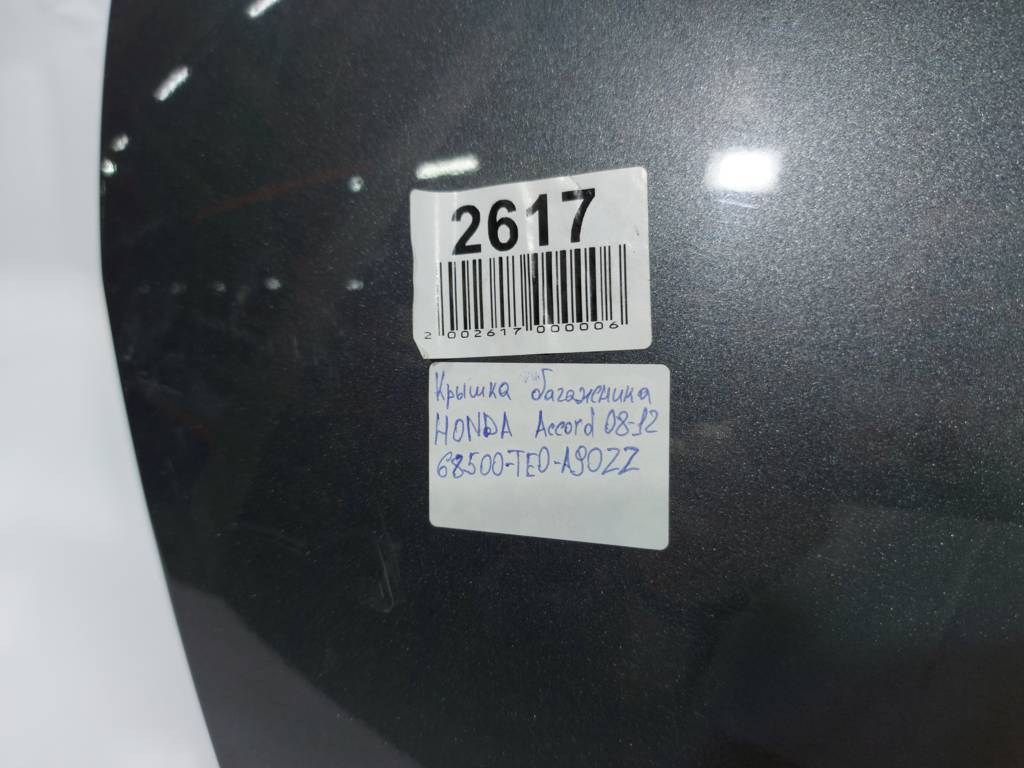 2617
2 002617 000006
Крышка багажника
HONDA Accord 08-12
68500-TE0-A90ZZ